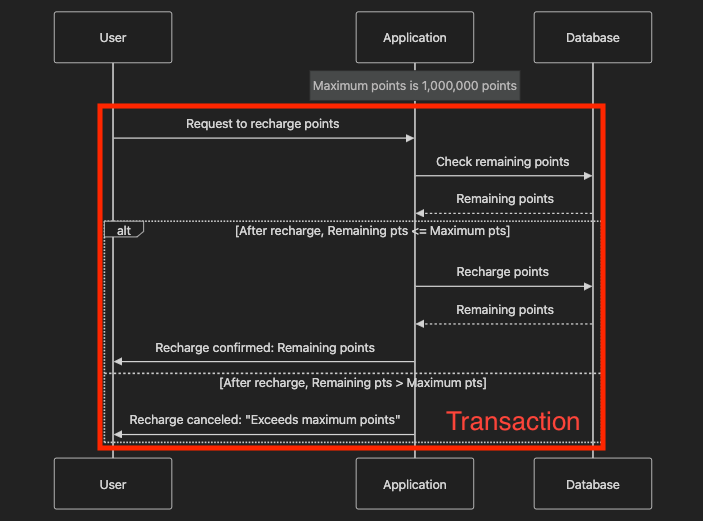 User
Application
Database
Maximum points is 1,000,000 points
Request to recharge points
Check remaining points
Remaining points
alt
[After recharge, Remaining pts <= Maximum pts]
Recharge points
Remaining points
Recharge confirmed: Remaining points
[After recharge, Remaining pts > Maximum pts]
Recharge canceled: "Exceeds maximum points"
Transaction
User
Application
Database